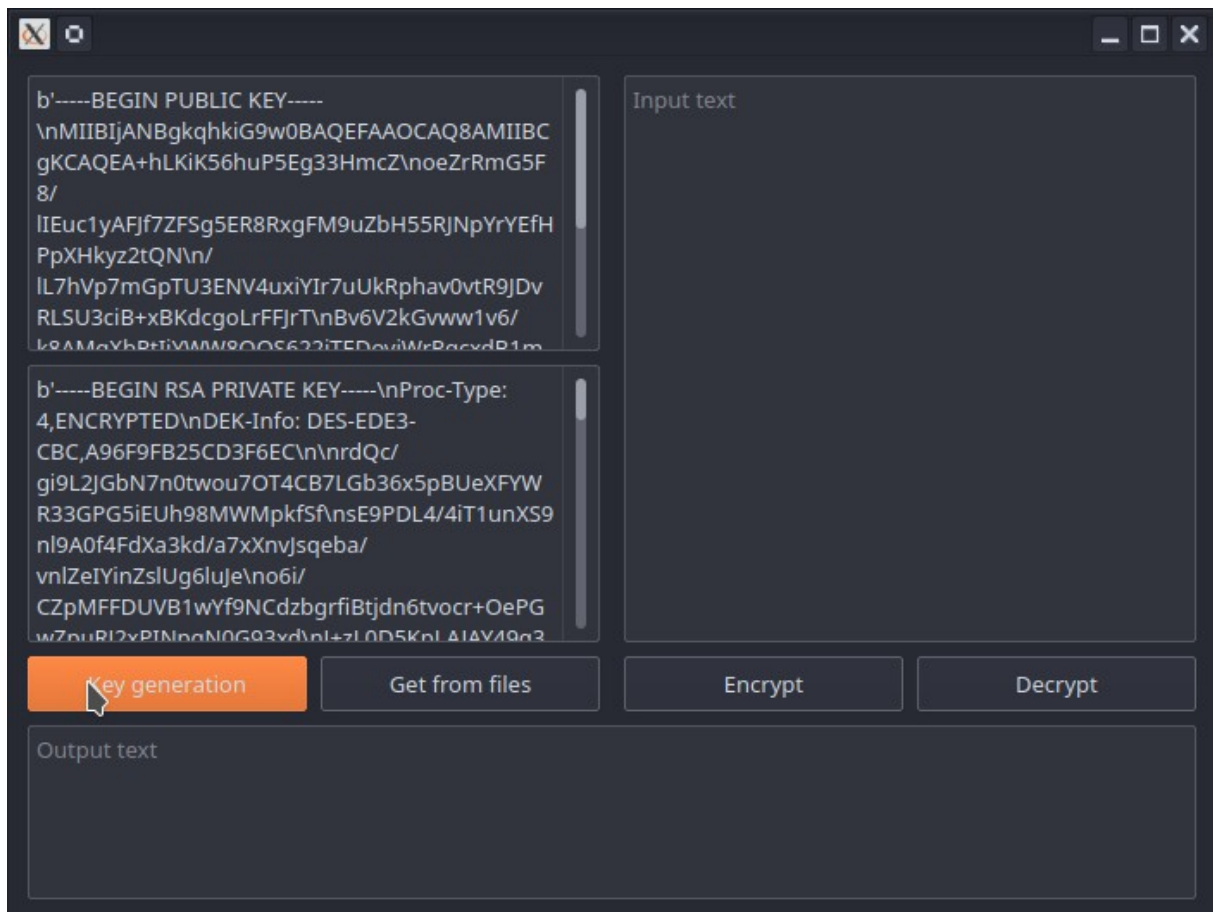 b'-----BEGIN PUBLIC KEY-----
\nMIIBIjANBgkqhkiG9w0BAQEFAAOCAQ8AMIIBC
gKCAQEA+hLKiK56huP5Eg33HmcZ\noeZrRmG5F
8/
lIEuc1yAFJf7ZFSg5ER8RxgFM9uZbH55RJNpYrYEfH
PpXHkyz2tQN\n/
lL7hVp7mGpTU3ENV4uxiYIr7uUkRphav0vtR9JDv
RLSU3ciB+xBKdcgoLrFFJrT\nBv6V2kGvww1v6/
Input text
b'-----BEGIN RSA PRIVATE KEY-----\nProc-Type:
4,ENCRYPTED\nDEK-Info: DES-EDE3-
CBC,A96F9FB25CD3F6EC\n\nrdQc/
gi9L2JGbN7n0twou7OT4CB7LGb36x5pBUeXFYW
R33GPG5iEUh98MWMpkfSf\nsE9PDL4/4iT1unXS9
nl9A0f4FdXa3kd/a7xXnvJsqeba/
vnlZeIYinZslUg6luJe\no6i/
CZpMFFDUVB1wYf9NCdzbgrfiBtjdn6tvocr+OePG
Key generation
Get from files
Encrypt
Decrypt
Output text